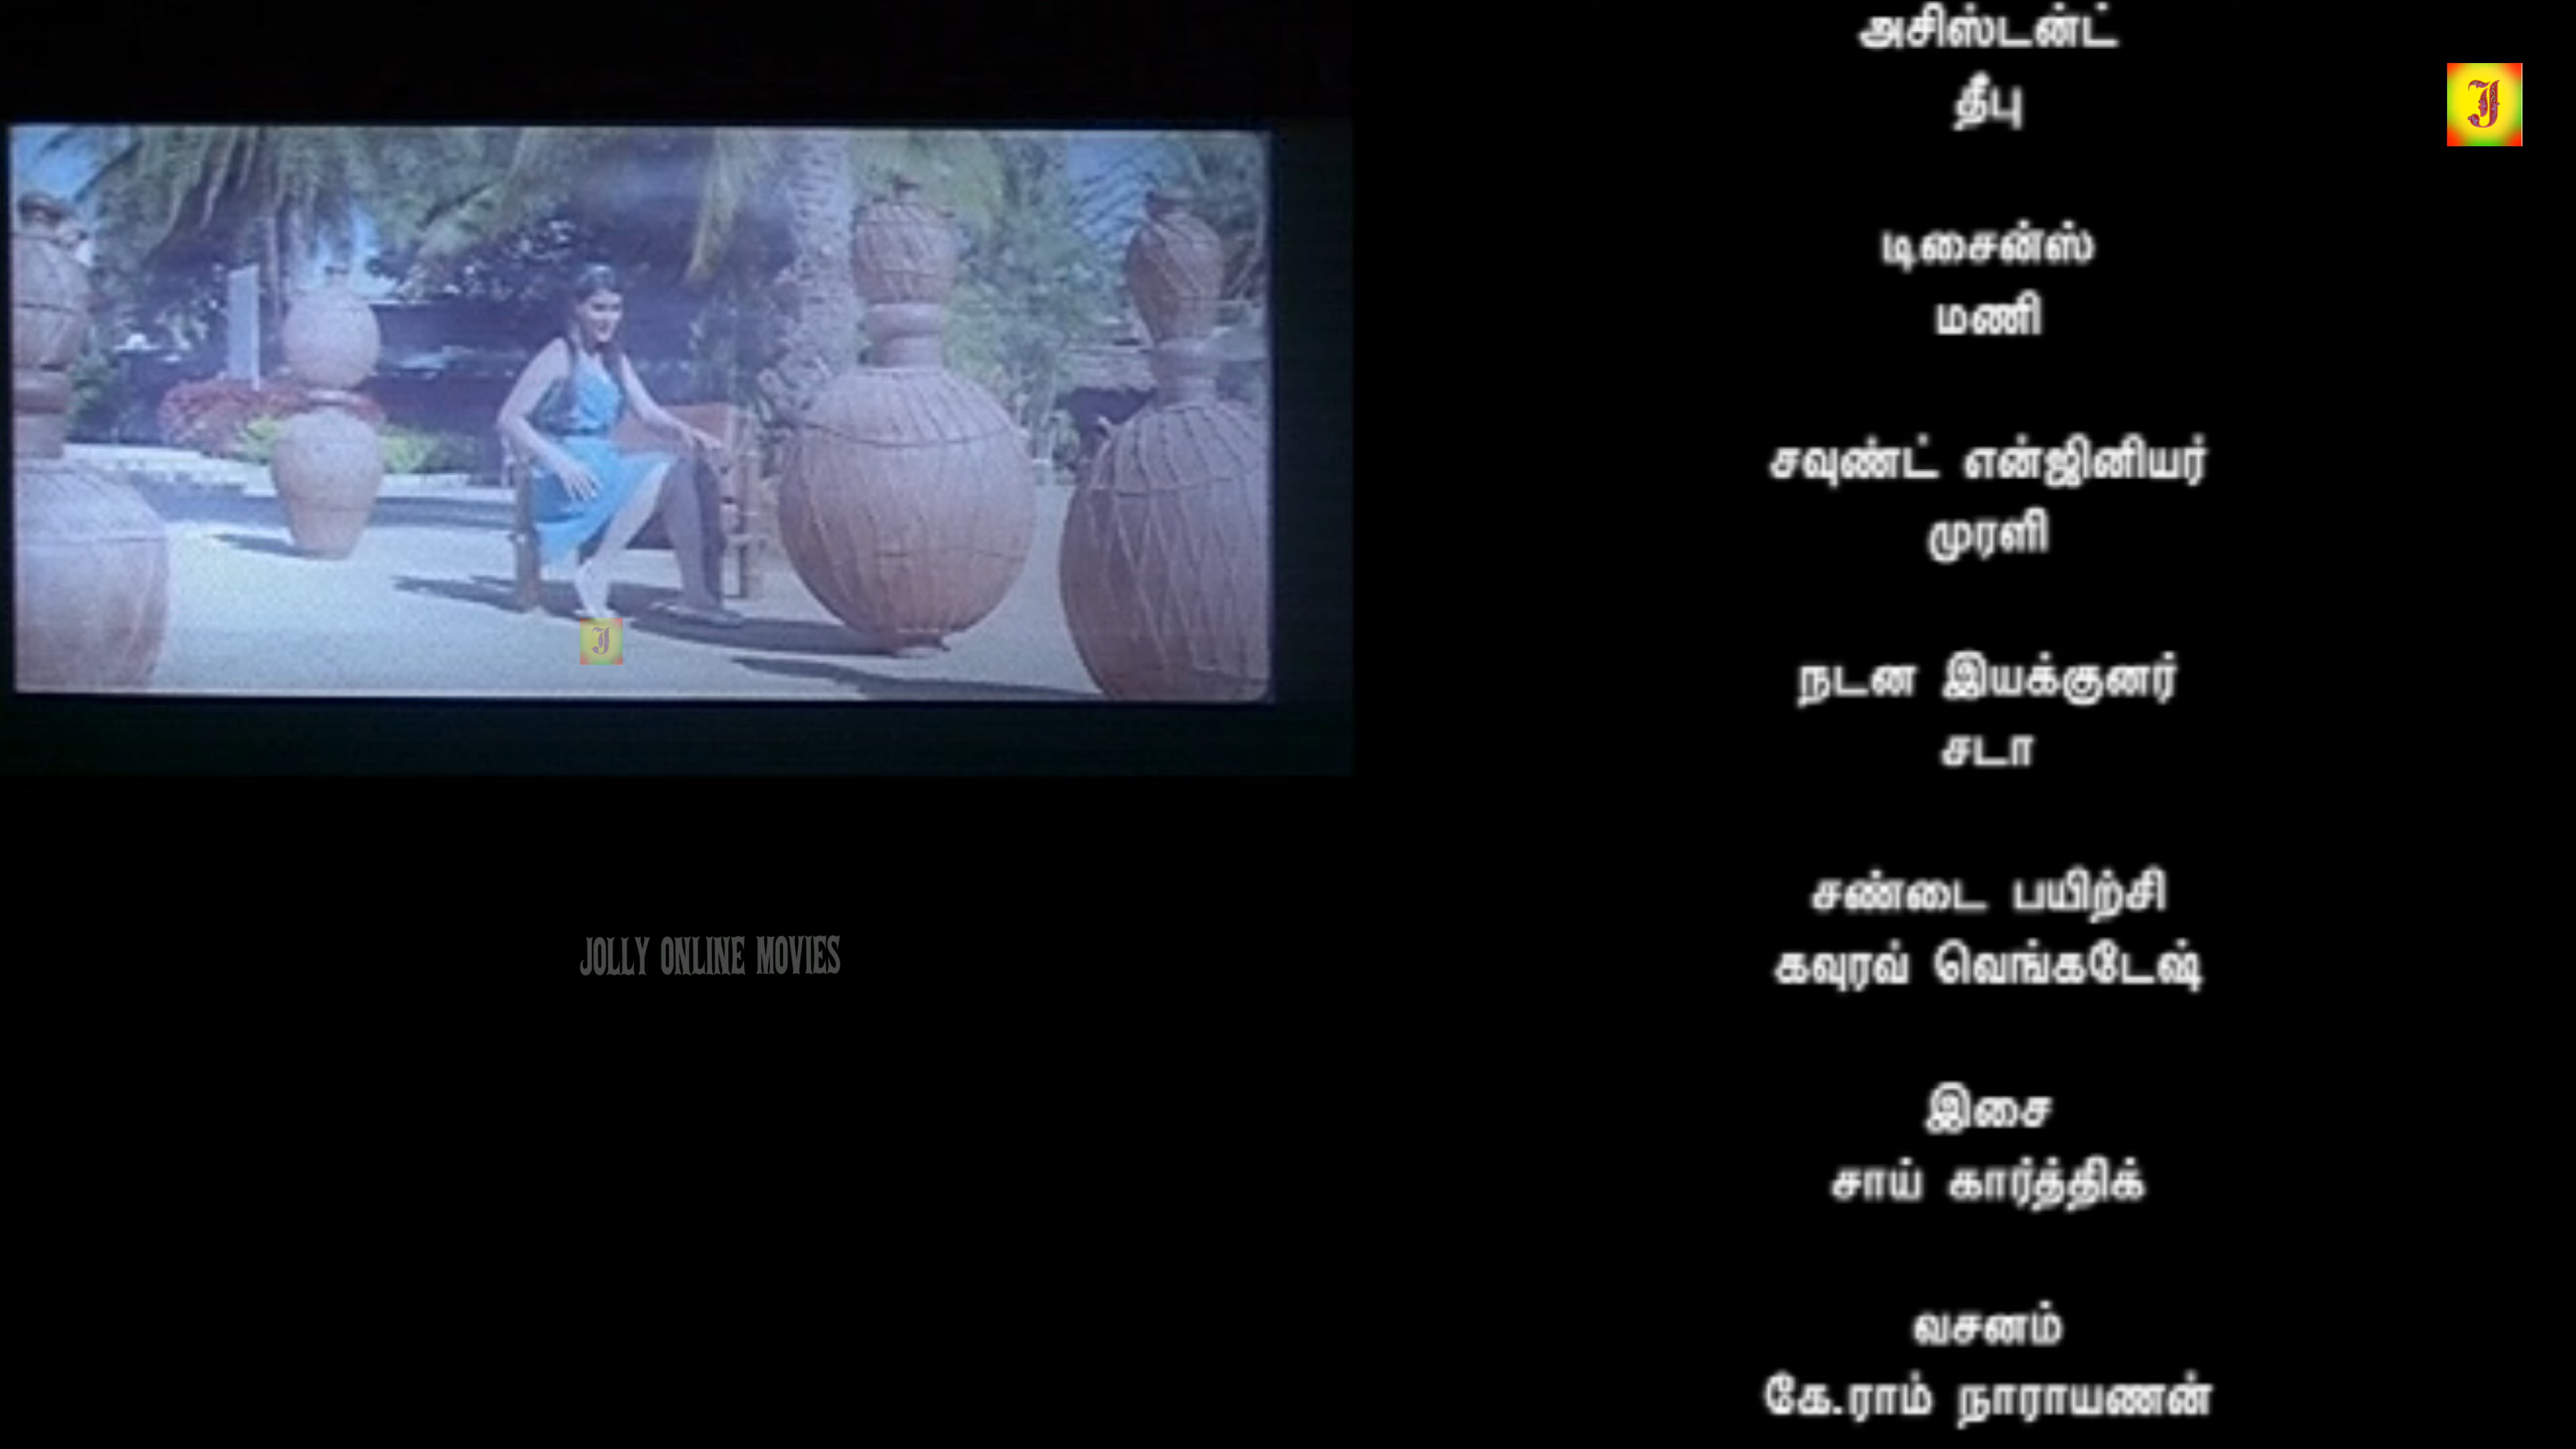 அசிஸ்டன்ட்
தீபு
டிசைன்ஸ்
மணி
சவுண்ட் என்ஜினியர்
முரளி
நடன இயக்குனர்
சடா
சண்டை பயிற்சி
கவுரவ் வெங்கடேஷ்
இசை
சாய் கார்த்திக்
வசனம்
கே.ராம் நாராயணன்
JOLLY ONLINE MOVIES
J
J